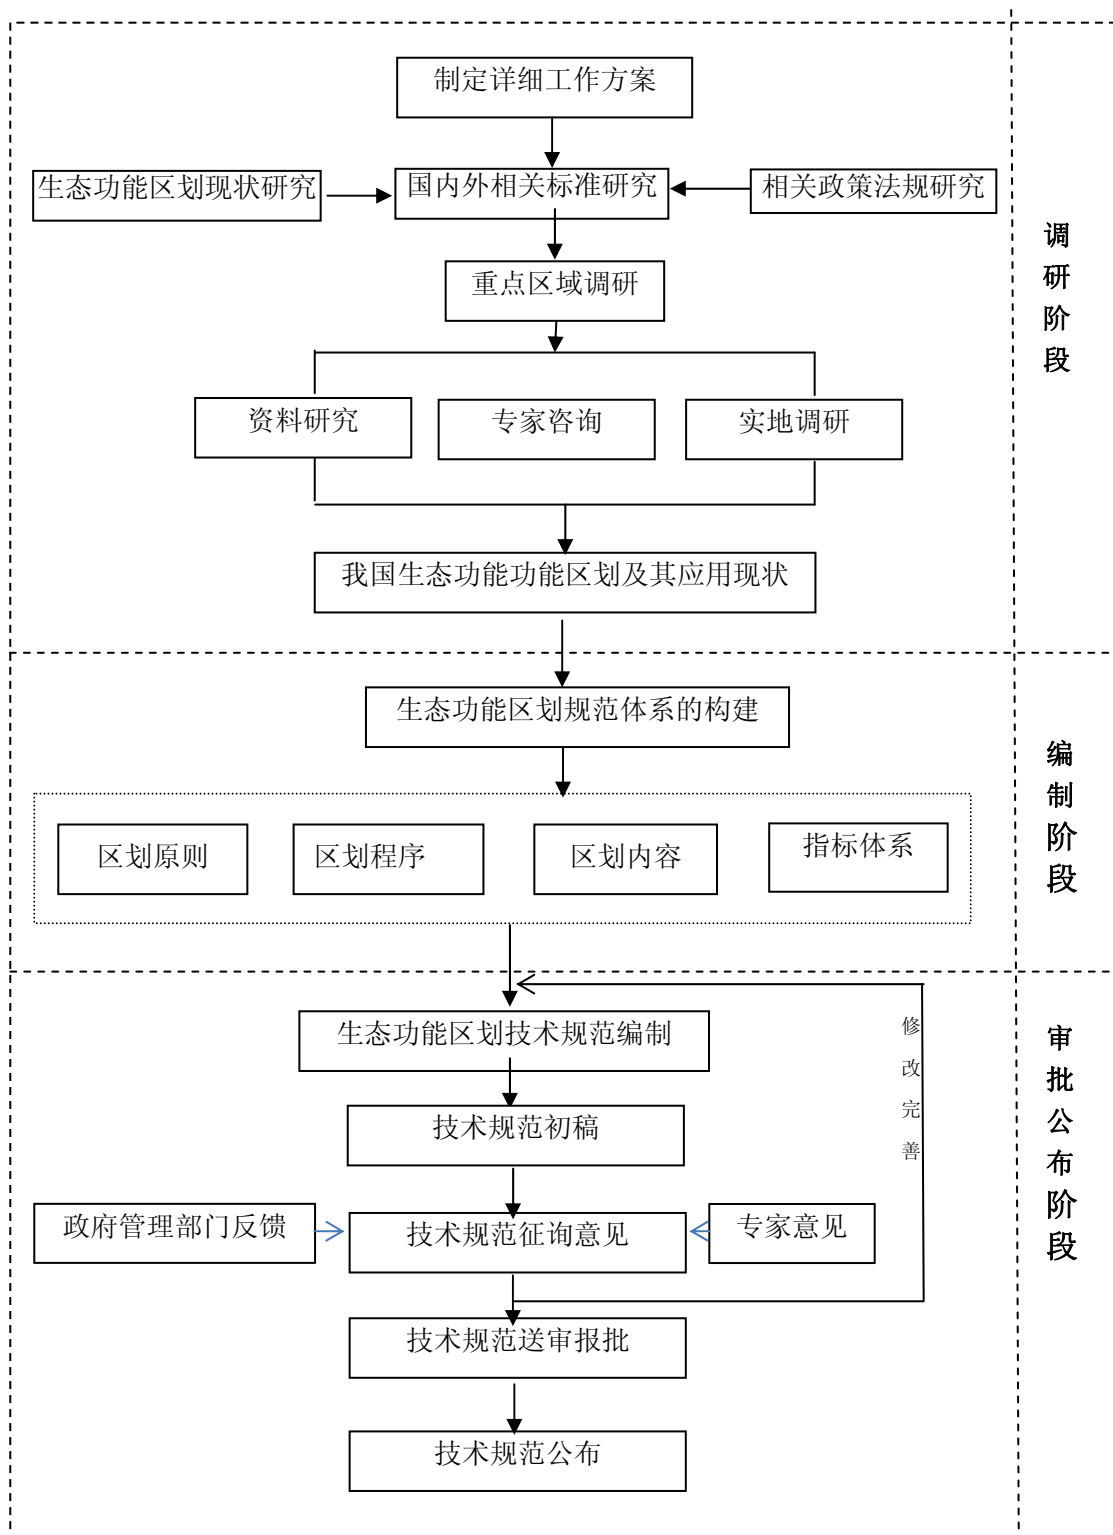 制定详细工作方案
生态功能区划现状研究
国内外相关标准研究
相关政策法规研究
重点区域调研
资料研究
专家咨询
实地调研
我国生态功能功能区划及其应用现状
调研阶段
生态功能区划规范体系的构建
区划原则
区划程序
区划内容
指标体系
编制阶段
生态功能区划技术规范编制
技术规范初稿
政府管理部门反馈
技术规范征询意见
专家意见
修改完善
技术规范送审报批
技术规范公布
审批公布阶段